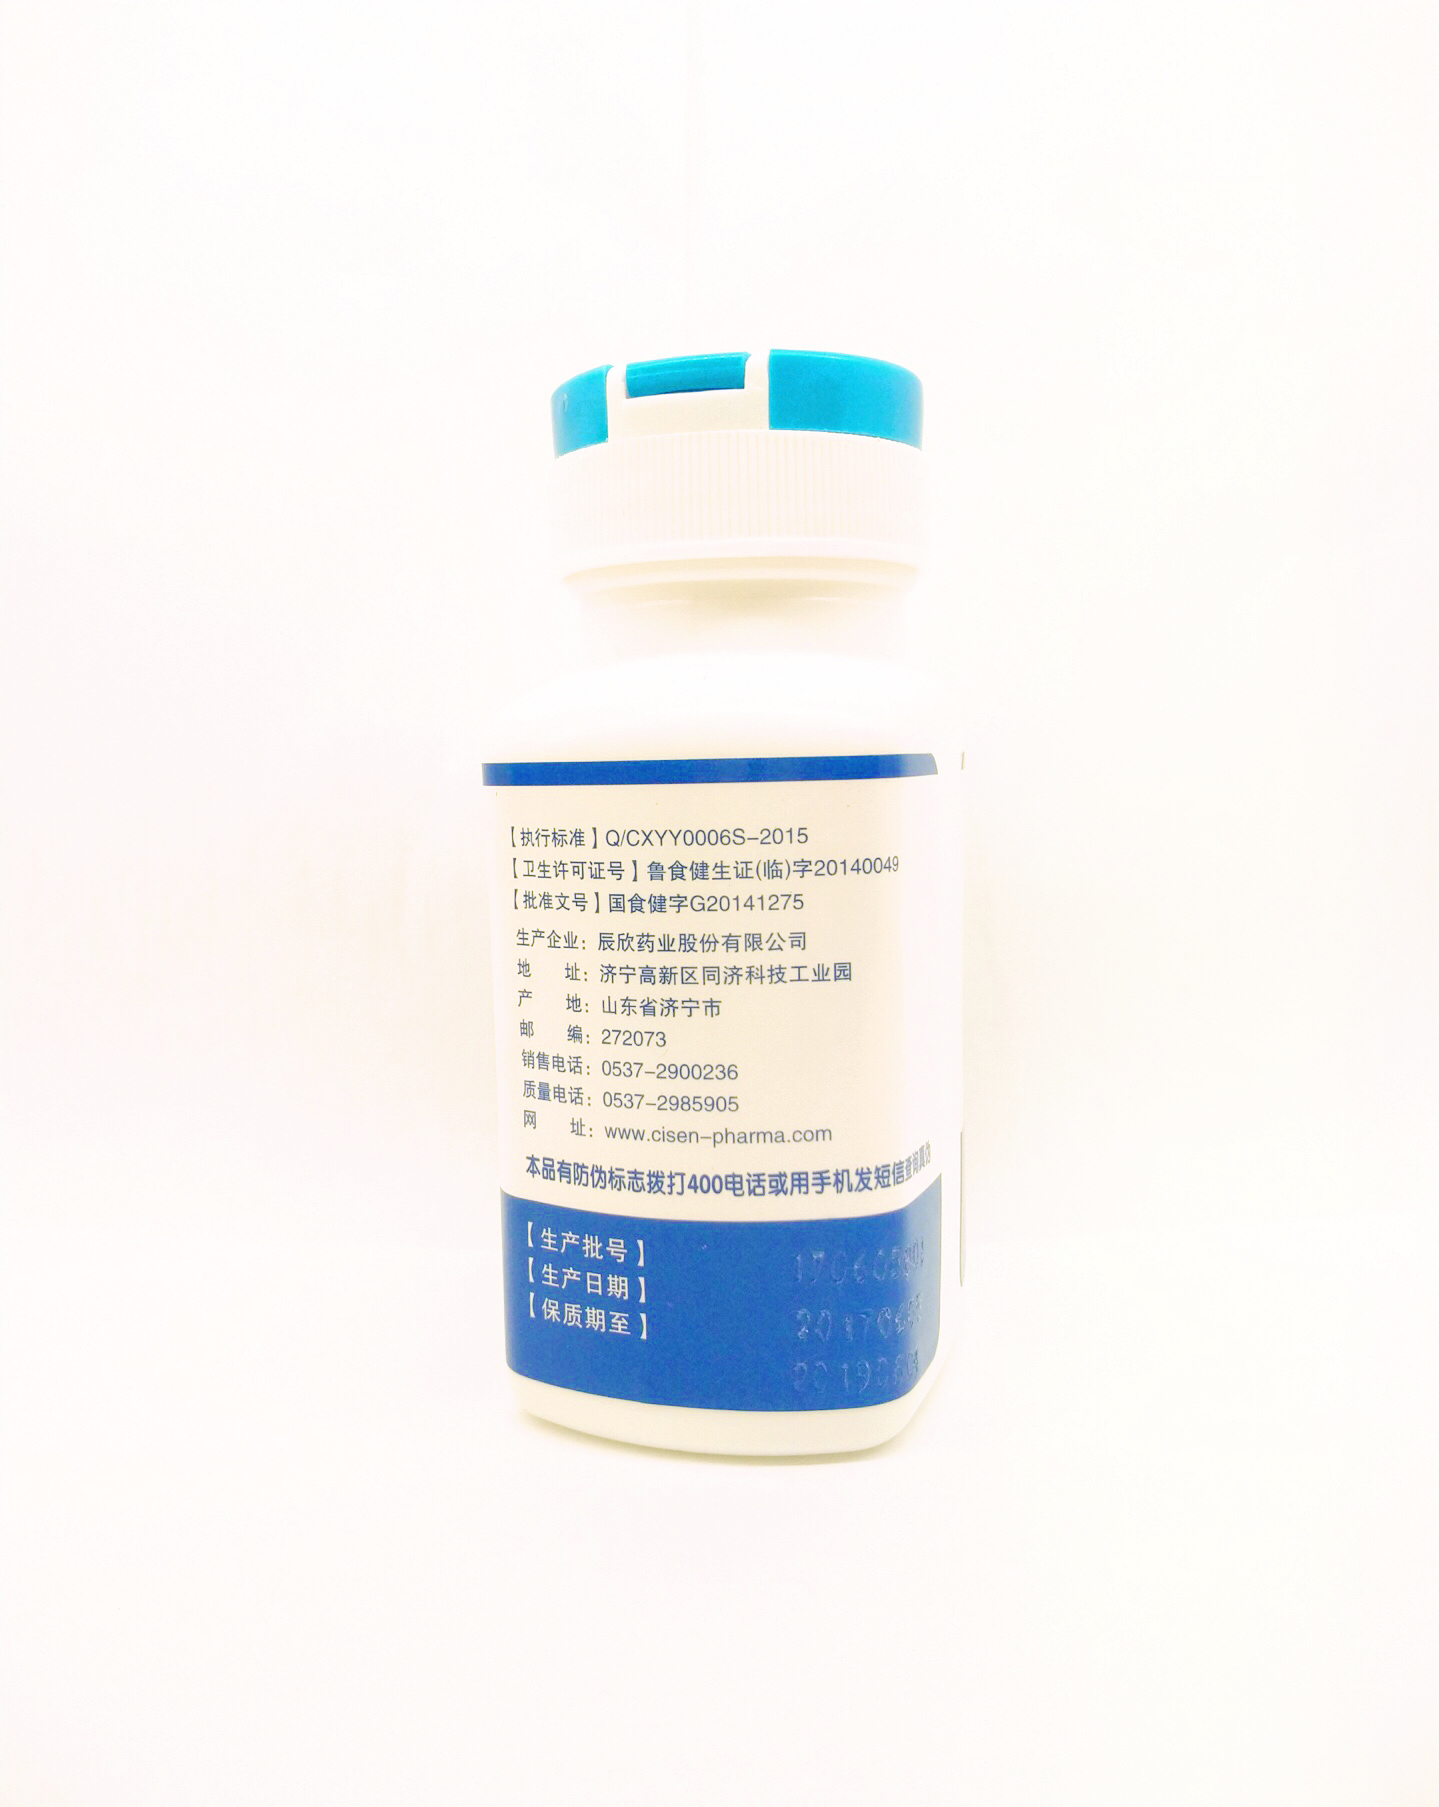 【执行标准】Q/CXYY0006S-2015
【卫生许可证号】鲁食健生证(临)字20140049
【批准文号】国食健字G20141275
生产企业：辰欣药业股份有限公司
地 址：济宁高新区同济科技工业园
产 地：山东省济宁市
邮 编：272073
销售电话：0537-2900236
质量电话：0537-2985905
网 址：www.cisen-pharma.com
本品有防伪标志拨打400电话或用手机发短信查询真伪
【生产批号】
【生产日期】
【保质期至】